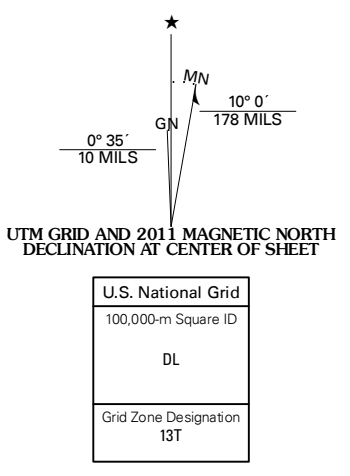 ★
MN
GN
10° 0´
178 MILS
0° 35´
10 MILS
UTM GRID AND 2011 MAGNETIC NORTH
DECLINATION AT CENTER OF SHEET
U.S. National Grid
100,000-m Square ID
DL
Grid Zone Designation
13T